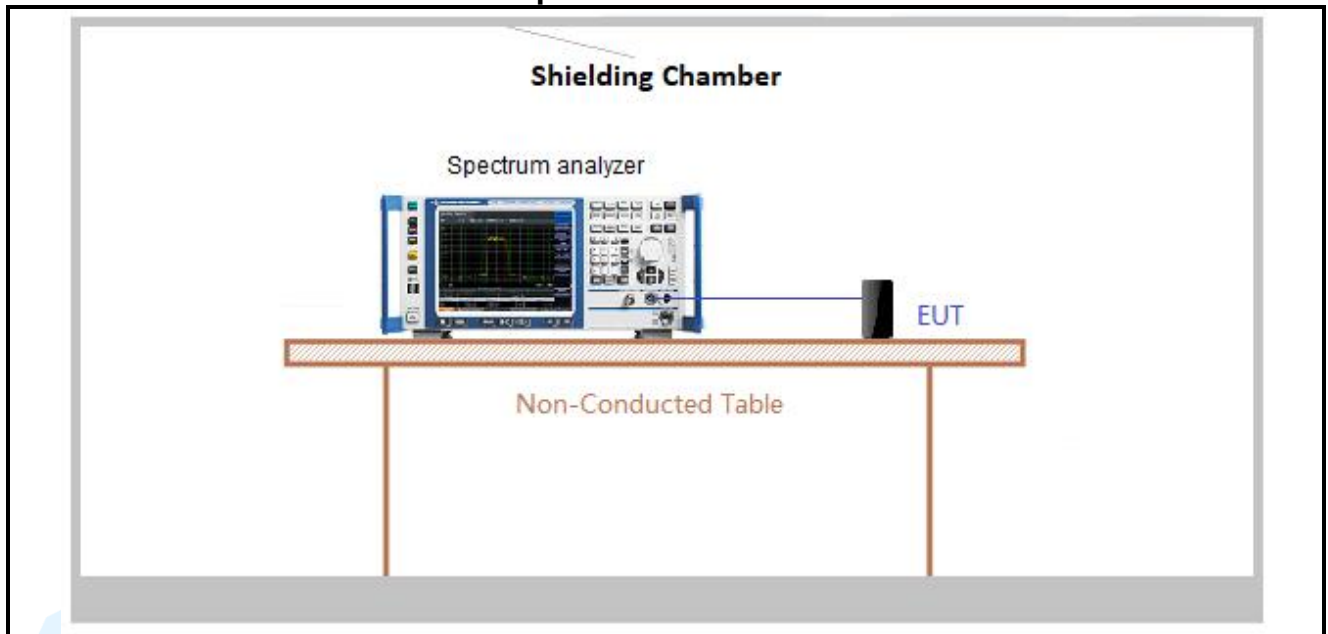 Shielding Chamber
Spectrum analyzer
EUT
Non-Conducted Table